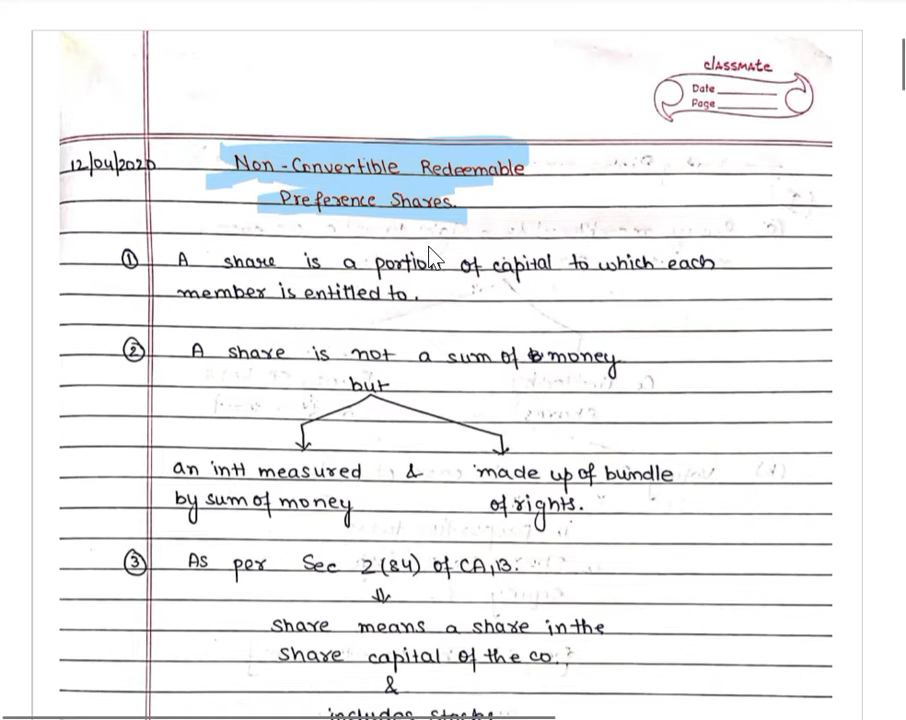 classmate
Date
Page
12/04/2020
Non-Convertible Redeemable
Preference Shares.
① A share is a portion of capital to which each
member is entitled to.
② A share is not a sum of money
but
an intt measured & made up of bundle
by sum of money of rights.
③ As per Sec 2(84) of CA,13.
⇓
share means a share in the
share capital of the co.
&
includes stocks